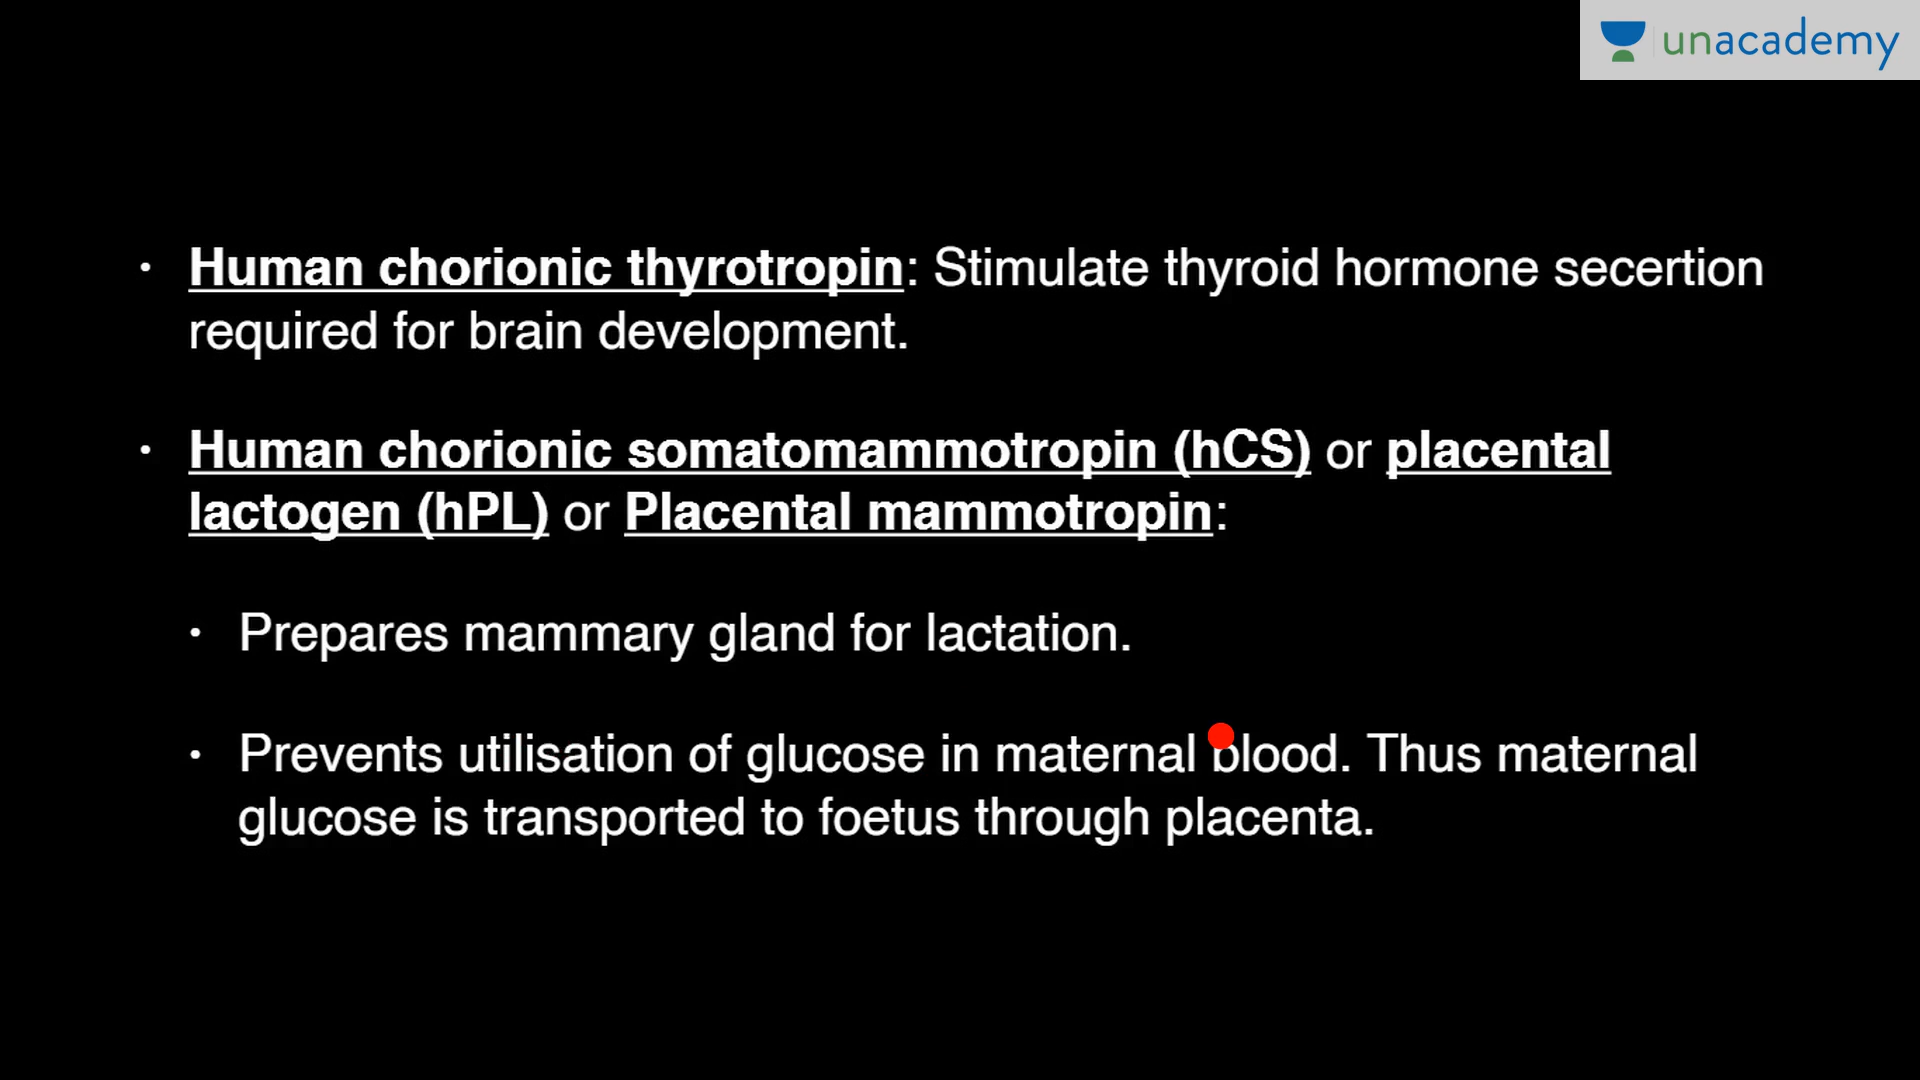 unacademy
• Human chorionic thyrotropin: Stimulate thyroid hormone secertion
required for brain development.
• Human chorionic somatomammotropin (hCS) or placental
lactogen (hPL) or Placental mammotropin:
• Prepares mammary gland for lactation.
• Prevents utilisation of glucose in maternal blood. Thus maternal
glucose is transported to foetus through placenta.